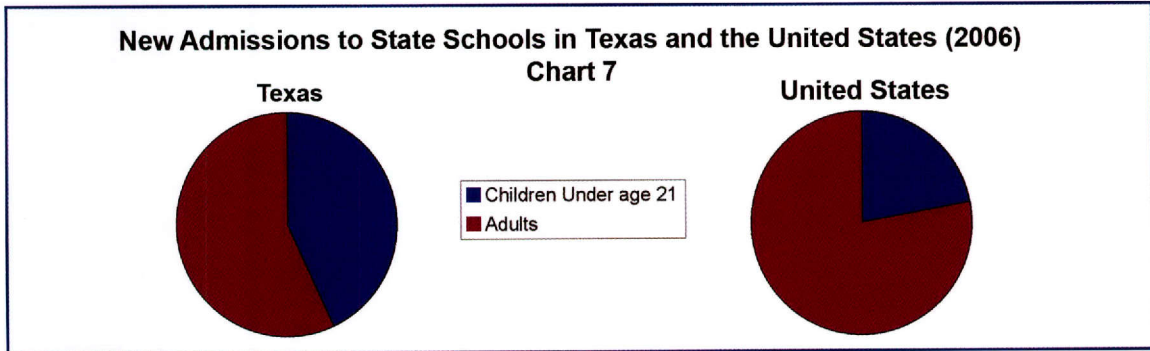 New Admissions to State Schools in Texas and the United States (2006)
Chart 7
Texas
United States
Children Under age 21
Adults